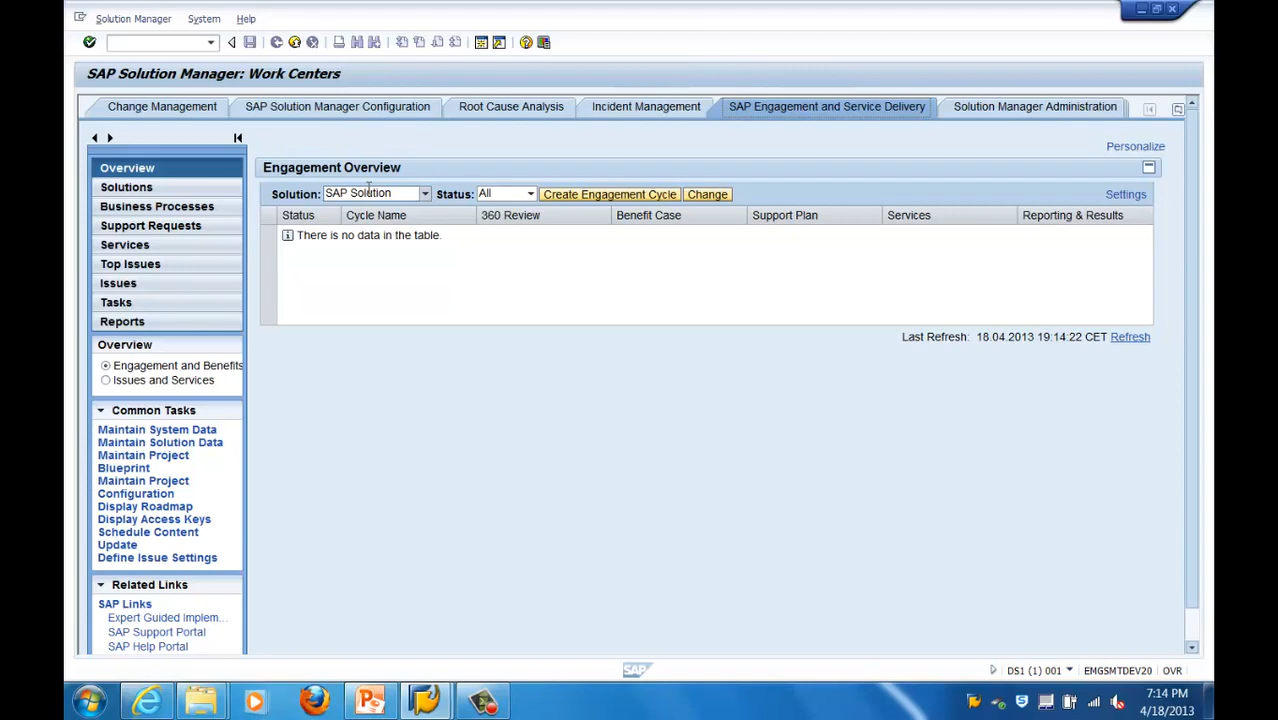 Solution Manager System Help
SAP Solution Manager: Work Centers
Change Management SAP Solution Manager Configuration Root Cause Analysis Incident Management SAP Engagement and Service Delivery Solution Manager Administration
Personalize
Overview
Solutions
Business Processes
Support Requests
Services
Top Issues
Issues
Tasks
Reports
Overview
Engagement and Benefits
Issues and Services
Common Tasks
Maintain System Data
Maintain Solution Data
Maintain Project
Blueprint
Maintain Project
Configuration
Display Roadmap
Display Access Keys
Schedule Content
Update
Define Issue Settings
Related Links
SAP Links
Expert Guided Implem...
SAP Support Portal
SAP Help Portal
Engagement Overview
Solution: SAP Solution Status: All Create Engagement Cycle Change Settings
Status Cycle Name 360 Review Benefit Case Support Plan Services Reporting & Results
There is no data in the table.
Last Refresh: 18.04.2013 19:14:22 CET Refresh
SAP DS1 (1) 001 EMGSMTDEV20 OVR
7:14 PM
4/18/2013